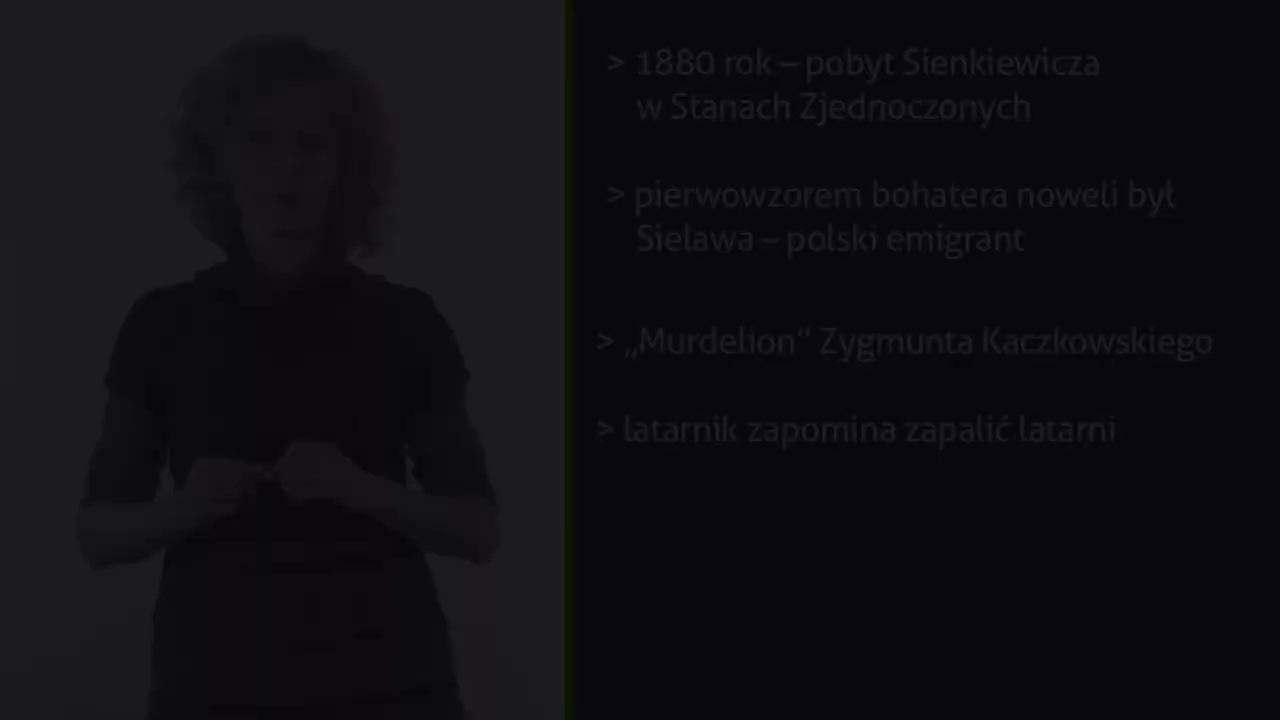 > 1880 rok – pobyt Sienkiewicza
w Stanach Zjednoczonych
> pierwowzorem bohatera noweli był
Sielawa – polski emigrant
> „Murdelion” Zygmunta Kaczkowskiego
> latarnik zapomina zapalić latarni